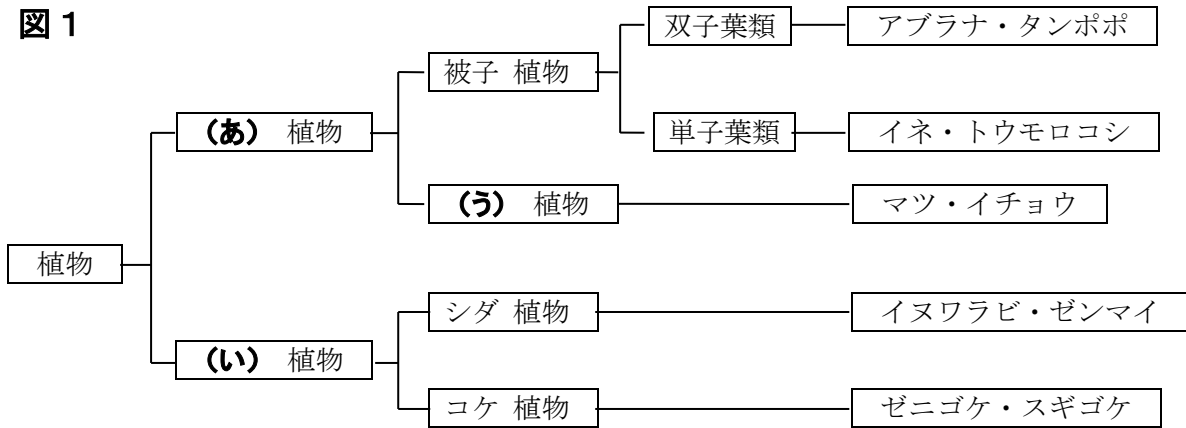 図1
双子葉類
アブラナ・タンポポ
被子 植物
(あ) 植物
単子葉類
イネ・トウモロコシ
(う) 植物
マツ・イチョウ
植物
シダ 植物
イヌワラビ・ゼンマイ
(い) 植物
コケ 植物
ゼニゴケ・スギゴケ